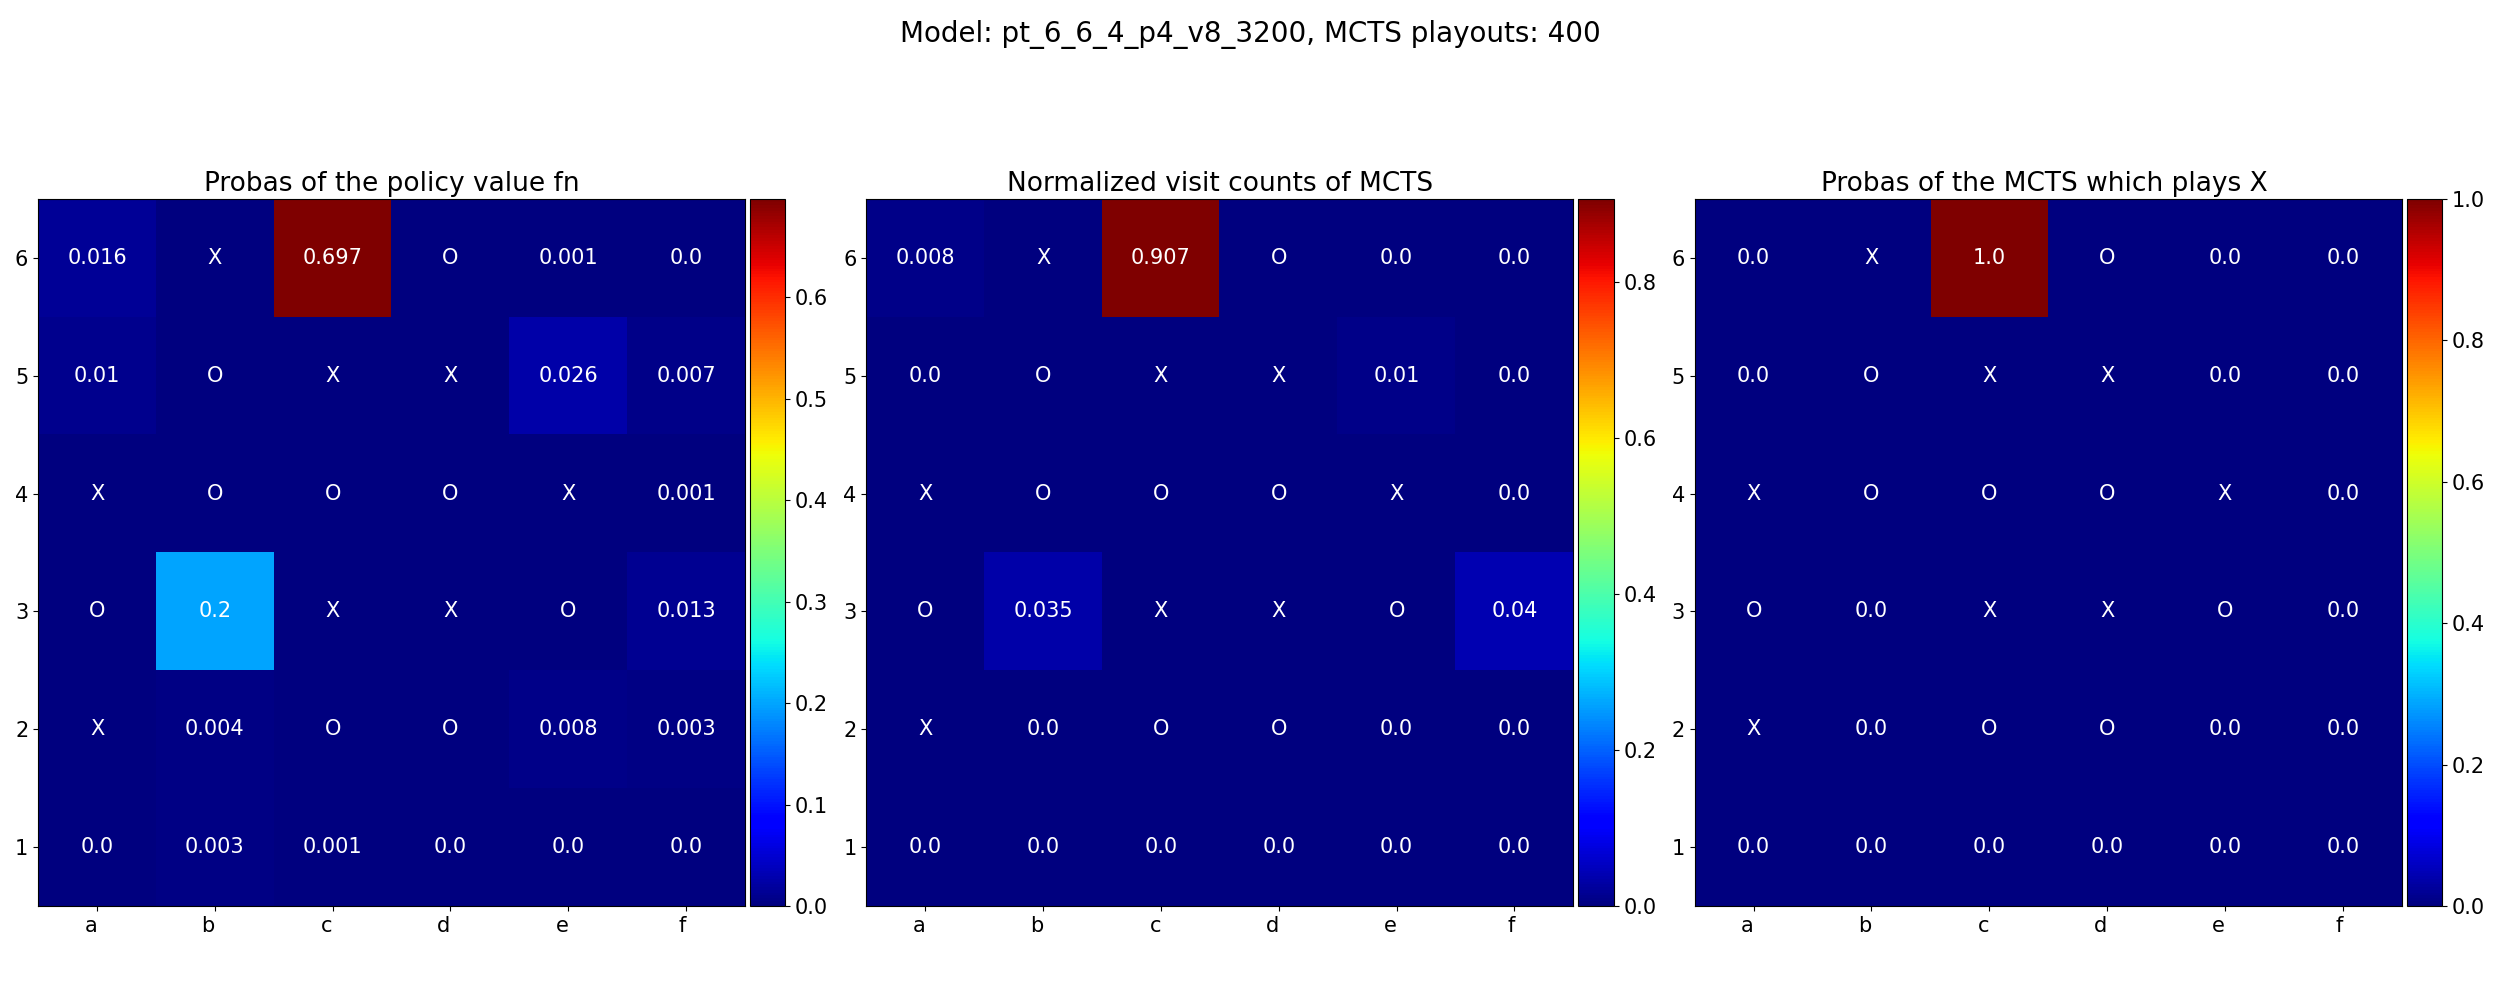 Model: pt_6_6_4_p4_v8_3200, MCTS playouts: 400
Probas of the policy value fn
6 0.016 X 0.697 O 0.001 0.0
5 0.01 O X X 0.026 0.007
4 X O O O X 0.001
3 O 0.2 X X O 0.013
2 X 0.004 O O 0.008 0.003
1 0.0 0.003 0.001 0.0 0.0 0.0
a b c d e f
0.6
0.5
0.4
0.3
0.2
0.1
0.0
Normalized visit counts of MCTS
6 0.008 X 0.907 O 0.0 0.0
5 0.0 O X X 0.01 0.0
4 X O O O X 0.0
3 O 0.035 X X O 0.04
2 X 0.0 O O 0.0 0.0
1 0.0 0.0 0.0 0.0 0.0 0.0
a b c d e f
0.8
0.6
0.4
0.2
0.0
Probas of the MCTS which plays X
6 0.0 X 1.0 O 0.0 0.0
5 0.0 O X X 0.0 0.0
4 X O O O X 0.0
3 O 0.0 X X O 0.0
2 X 0.0 O O 0.0 0.0
1 0.0 0.0 0.0 0.0 0.0 0.0
a b c d e f
1.0
0.8
0.6
0.4
0.2
0.0